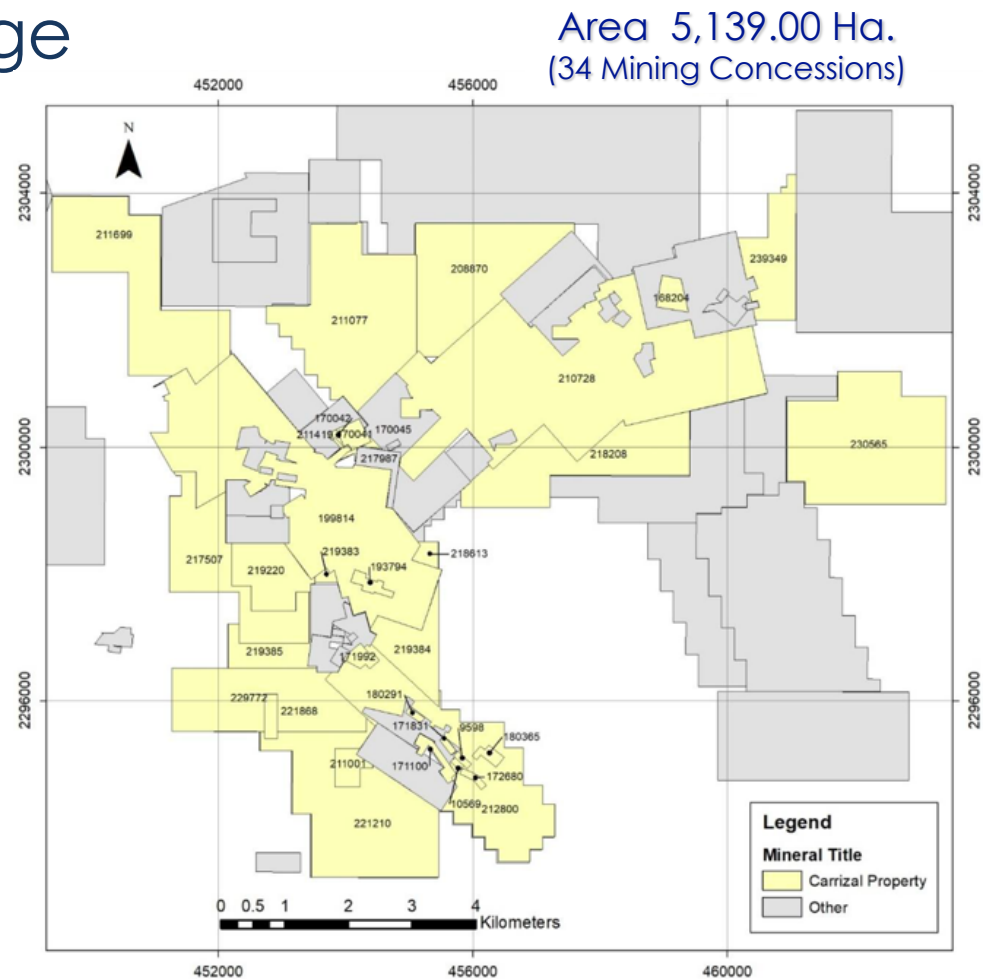 ge
Area 5,139.00 Ha.
(34 Mining Concessions)
452000 456000
N
2304000 2304000
211699
208870
239349
168204
211077
210728
170042
211419 170041 170045
2300000 230565 2300000
218208
217987
199814
219383 218613
217507 193794
219220
219385 219384
171992
180291
229772
221868
2296000 2296000
171831 9598 180365
211001 171100 172680
10569 212800
221210
Legend
Mineral Title
Carrizal Property
Other
0 0.5 1 2 3 4
Kilometers
452000 456000 460000